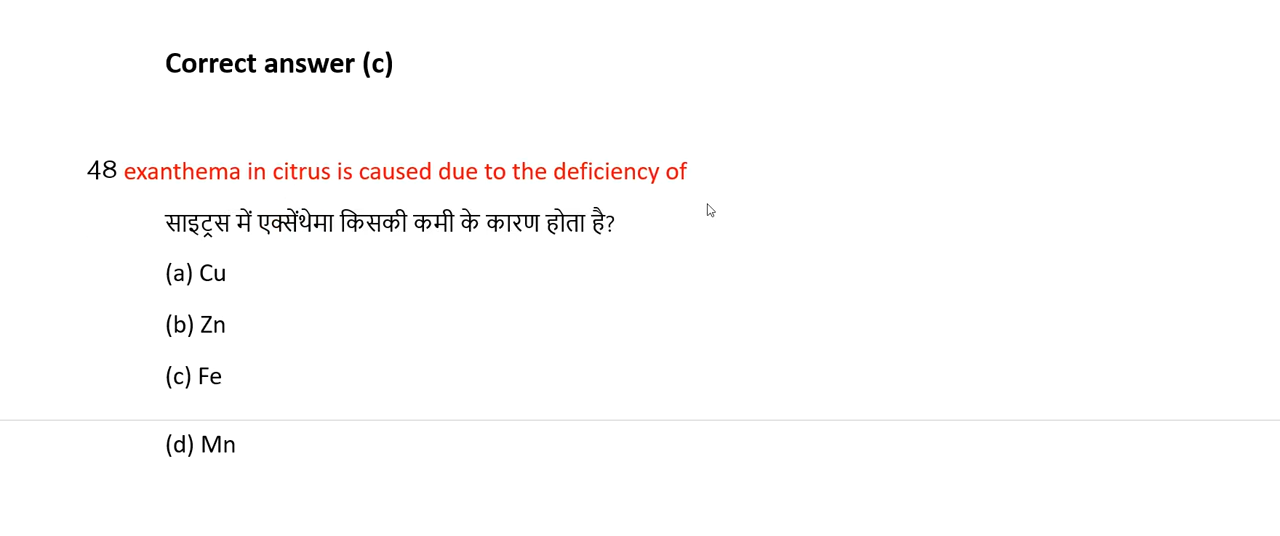 Correct answer (c)
48 exanthema in citrus is caused due to the deficiency of
साइट्रस में एक्सेंथेमा किसकी कमी के कारण होता है?
(a) Cu
(b) Zn
(c) Fe
(d) Mn